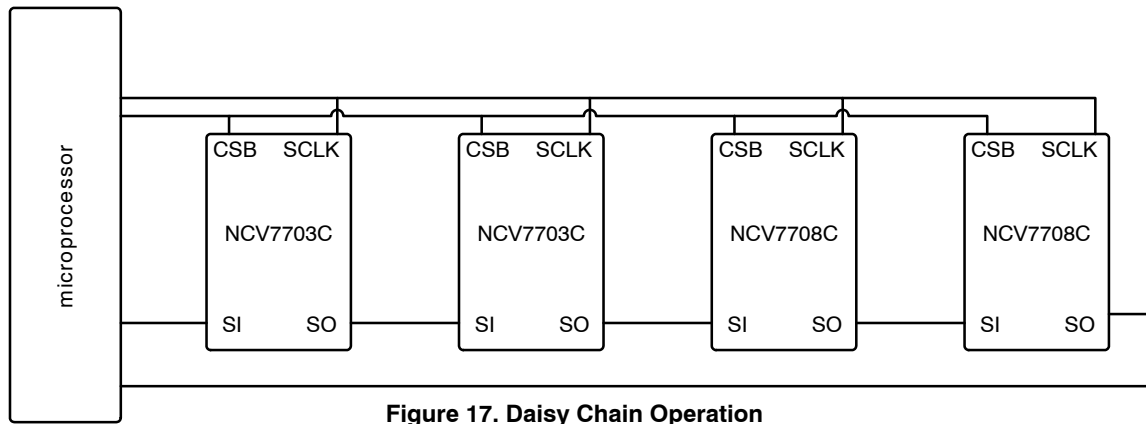 microprocessor
CSB SCLK
NCV7703C
SI SO
CSB SCLK
NCV7703C
SI SO
CSB SCLK
NCV7708C
SI SO
CSB SCLK
NCV7708C
SI SO
Figure 17. Daisy Chain Operation